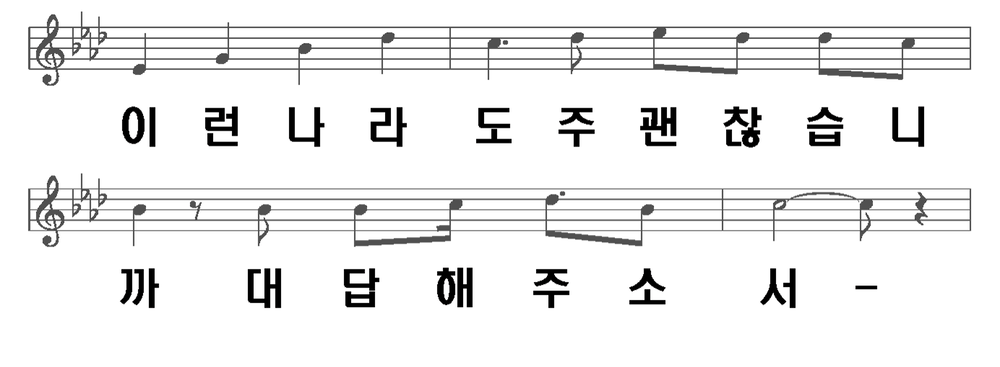 이 런 나 라 도 주 괜 찮 습 니
까 대 답 해 주 소 서 -